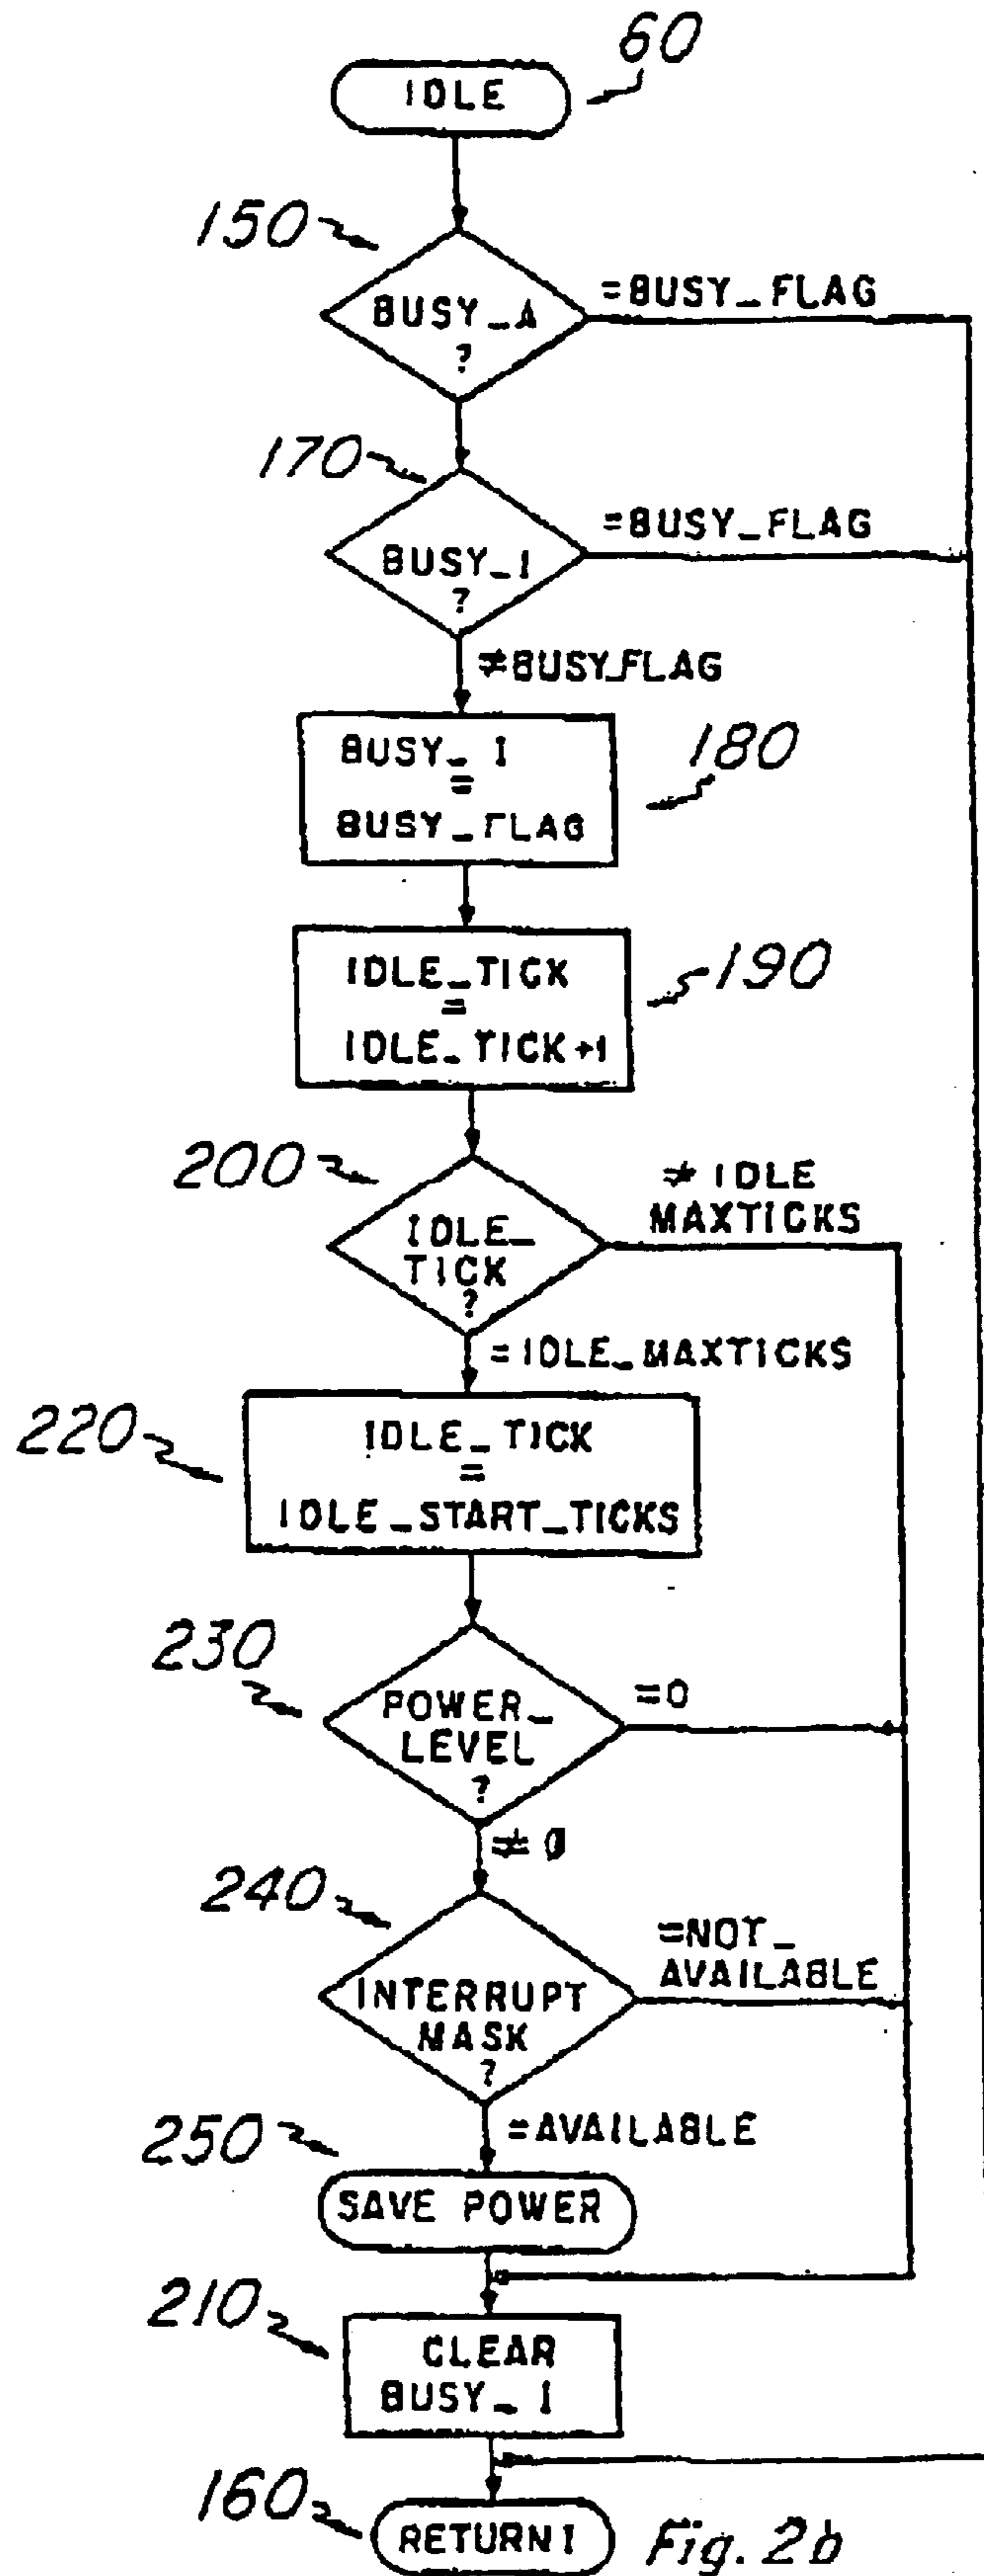 60
IDLE
150
BUSY_A
?
=BUSY_FLAG
170
BUSY_I
?
=BUSY_FLAG
≠BUSY_FLAG
180
BUSY_I
=
BUSY_FLAG
190
IDLE_TICK
=
IDLE_TICK+1
200
IDLE_
TICK
?
≠ IDLE
MAXTICKS
=IDLE_MAXTICKS
220
IDLE_TICK
=
IDLE_START_TICKS
230
POWER_
LEVEL
?
=0
≠0
240
INTERRUPT
MASK
?
=NOT_
AVAILABLE
=AVAILABLE
250
SAVE POWER
210
CLEAR
BUSY_I
160
RETURNI
Fig. 2b